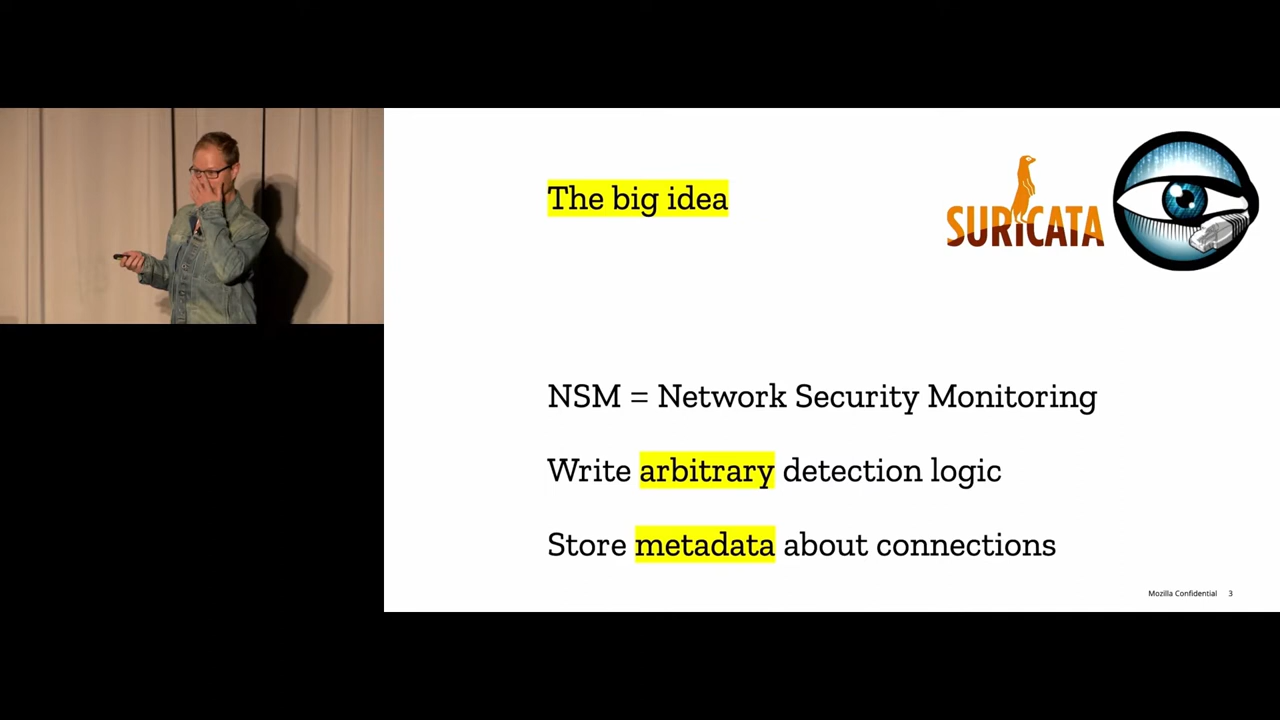 The big idea
SURICATA
NSM = Network Security Monitoring
Write arbitrary detection logic
Store metadata about connections
Mozilla Confidential 3